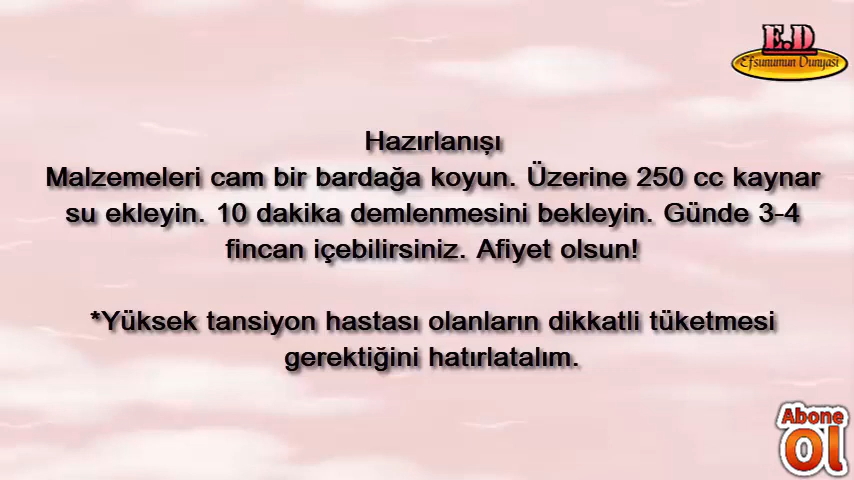 E.D
Efsunumun Dunyası
Hazırlanışı
Malzemeleri cam bir bardağa koyun. Üzerine 250 cc kaynar
su ekleyin. 10 dakika demlenmesini bekleyin. Günde 3-4
fincan içebilirsiniz. Afiyet olsun!
*Yüksek tansiyon hastası olanların dikkatli tüketmesi
gerektiğini hatırlatalım.
Abone
ol